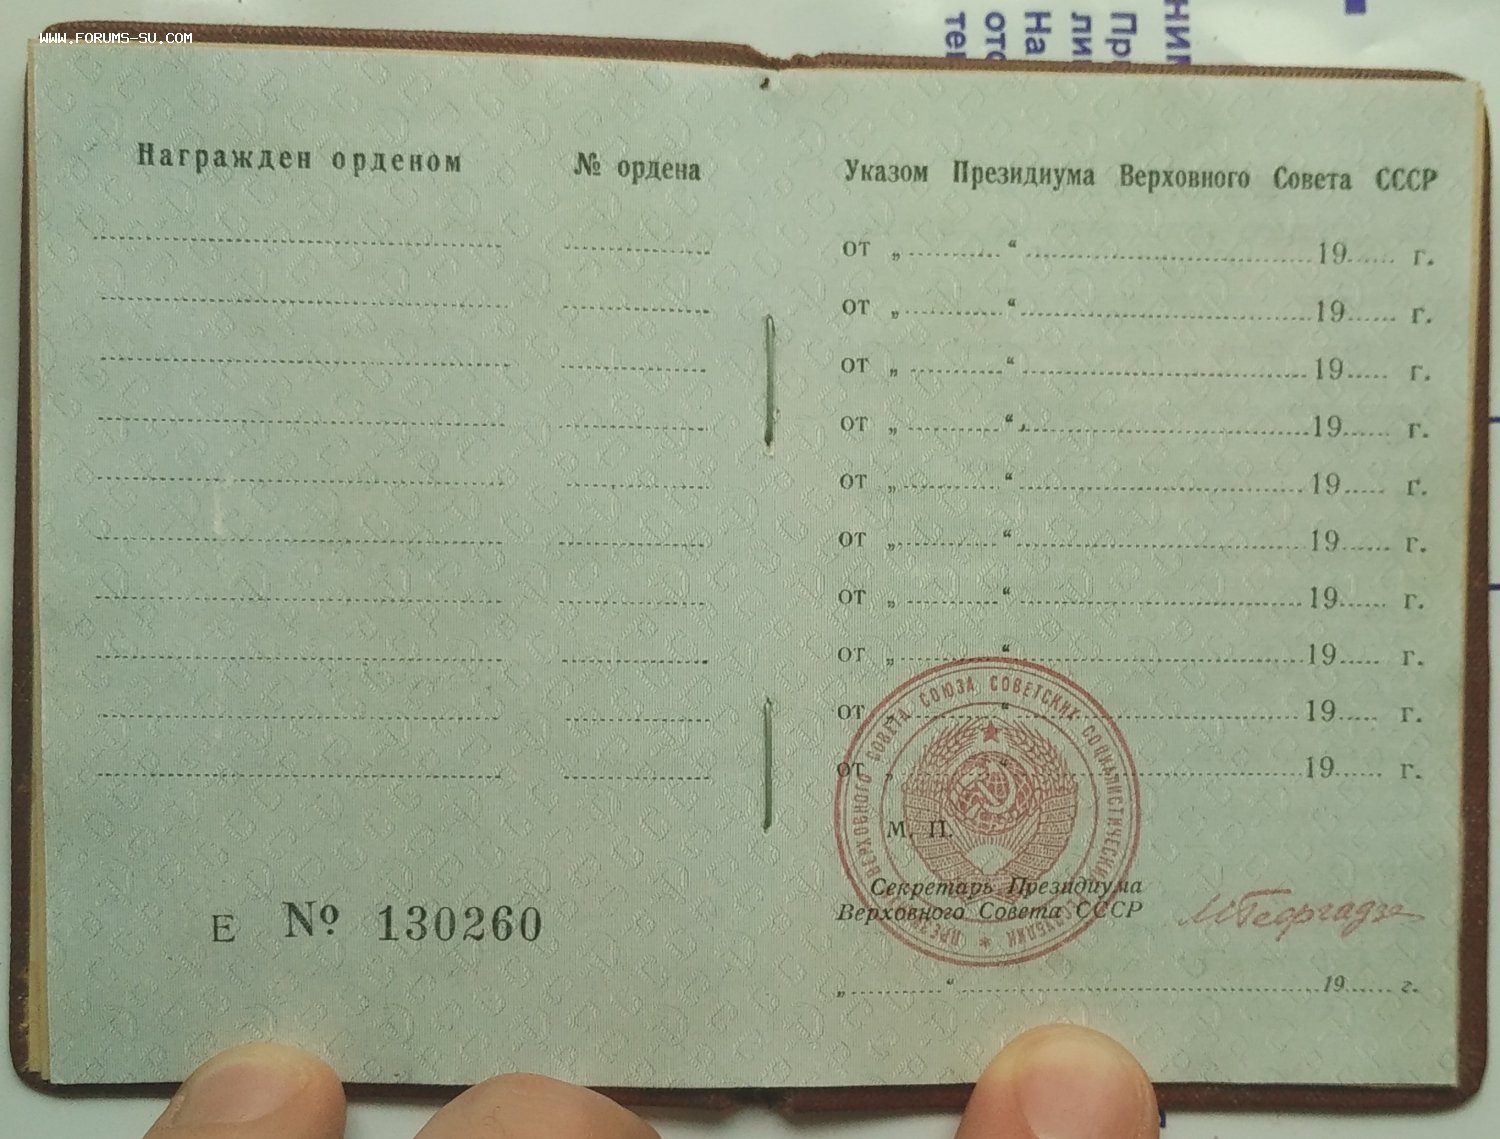 WWW.FORUMS-SU.COM
Награжден орденом № ордена
Указом Президиума Верховного Совета СССР
от „ “ 19 г.
от „ “ 19 г.
от „ “ 19 г.
от „ “ 19 г.
от „ “ 19 г.
от „ “ 19 г.
от „ “ 19 г.
от „ “ 19 г.
от „ “ 19 г.
от „ “ 19 г.
М. П.
ВЕРХОВНОГО СОВЕТА СОЮЗА СОВЕТСКИХ СОЦИАЛИСТИЧЕСКИХ
Секретарь Президиума
Верховного Совета СССР
М Георгадзе
„ “ 19 г.
Е № 130260